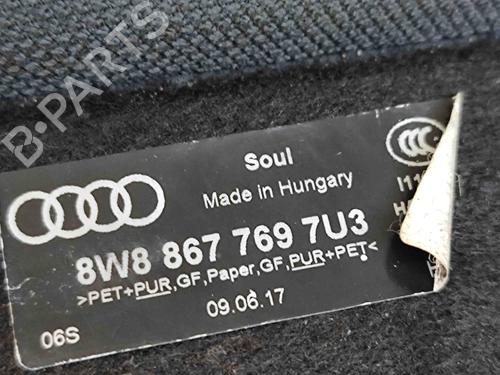 B-PARTS
Soul
Made in Hungary
8W8 867 769 7U3
>PET+PUR,GF,Paper,GF,PUR+PET<
09.06.17
06S